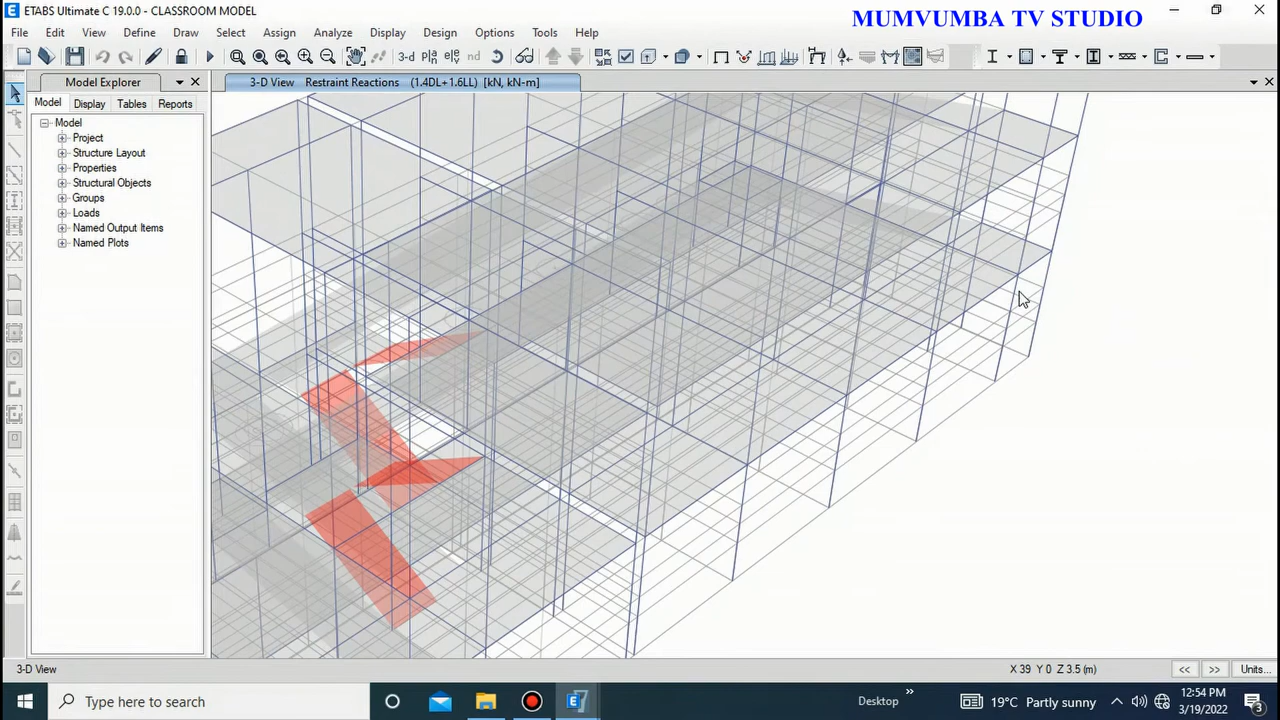 ETABS Ultimate C 19.0.0 - CLASSROOM MODEL
MUMVUMBA TV STUDIO
File Edit View Define Draw Select Assign Analyze Display Design Options Tools Help
3-d
Model Explorer
3-D View Restraint Reactions (1.4DL+1.6LL) [kN, kN-m]
Model Display Tables Reports
Model
Project
Structure Layout
Properties
Structural Objects
Groups
Loads
Named Output Items
Named Plots
3-D View
X 39 Y 0 Z 3.5 (m)
<< >> Units...
Type here to search
Desktop
19°C Partly sunny
12:54 PM
3/19/2022
3